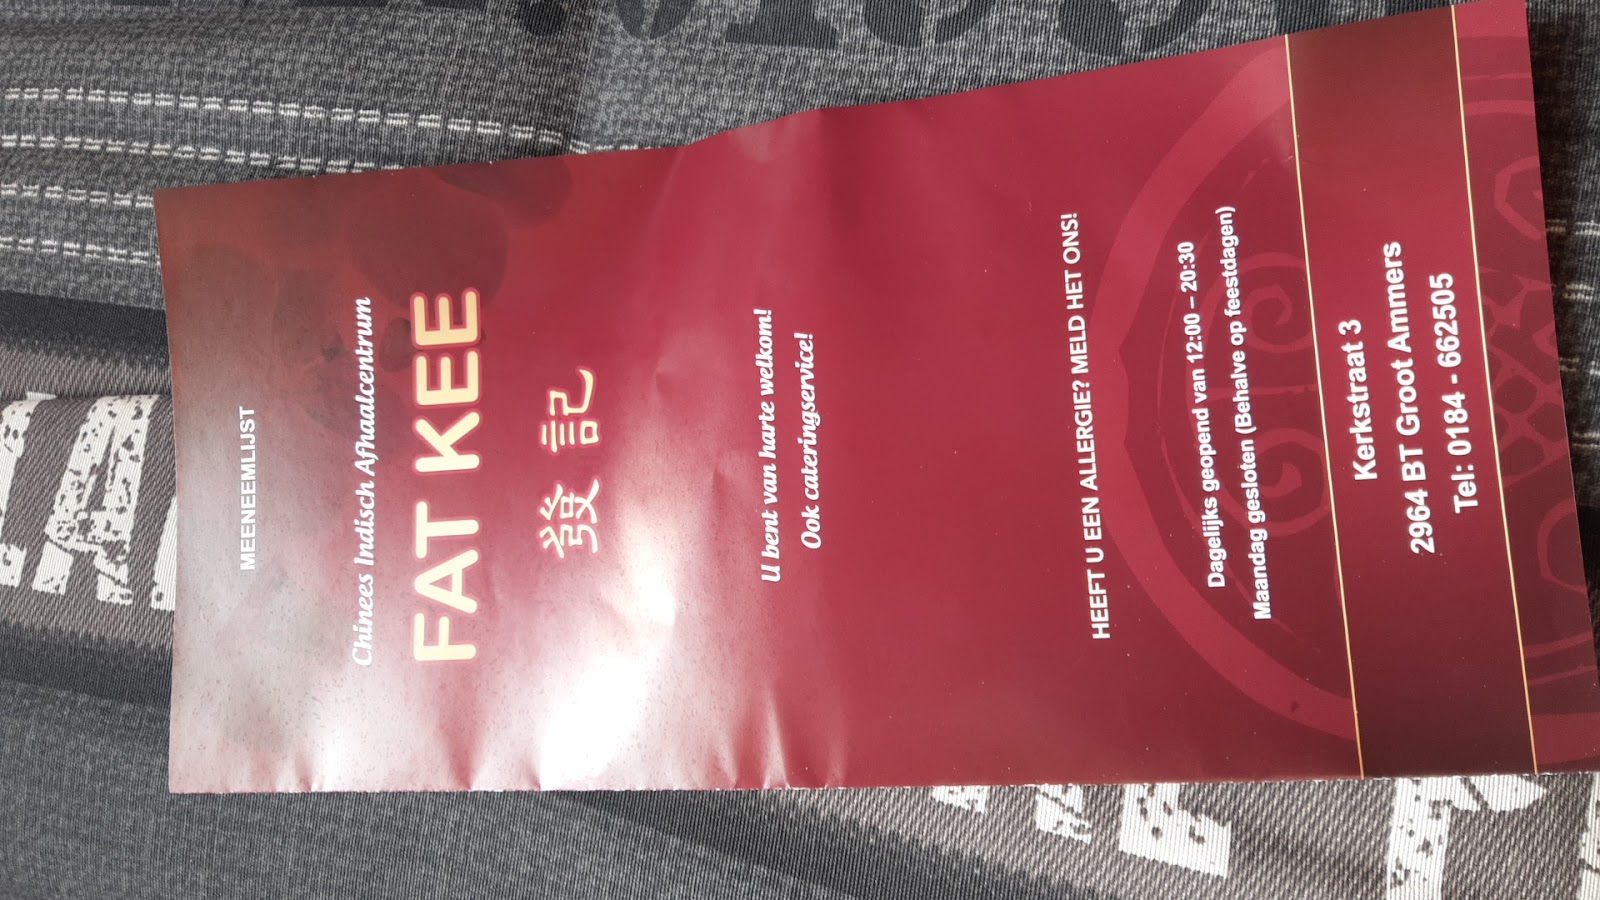 MEENEEMLIJST
Chinees Indisch Afhaalcentrum
FAT KEE
發記
U bent van harte welkom!
Ook cateringservice!
HEEFT U EEN ALLERGIE? MELD HET ONS!
Dagelijks geopend van 12:00 – 20:30
Maandag gesloten (Behalve op feestdagen)
Kerkstraat 3
2964 BT Groot Ammers
Tel: 0184 - 662505